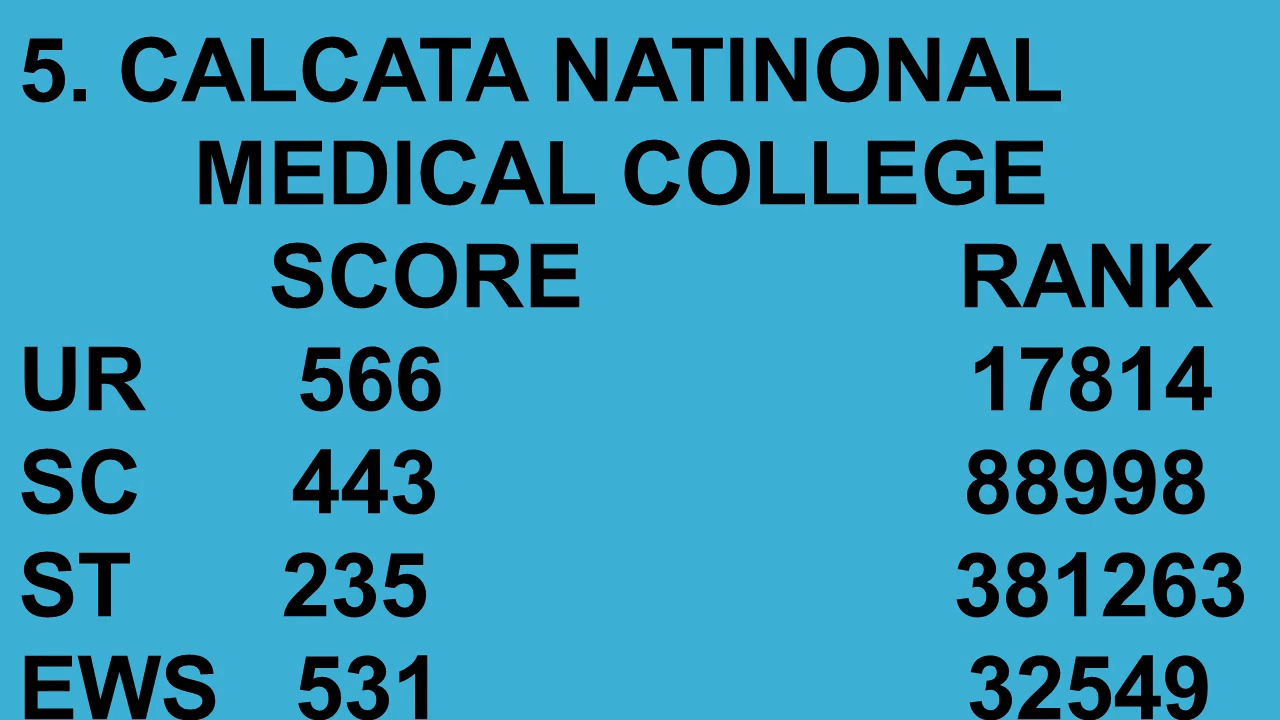 5. CALCATA NATINONAL
MEDICAL COLLEGE
SCORE RANK
UR 566 17814
SC 443 88998
ST 235 381263
EWS 531 32549